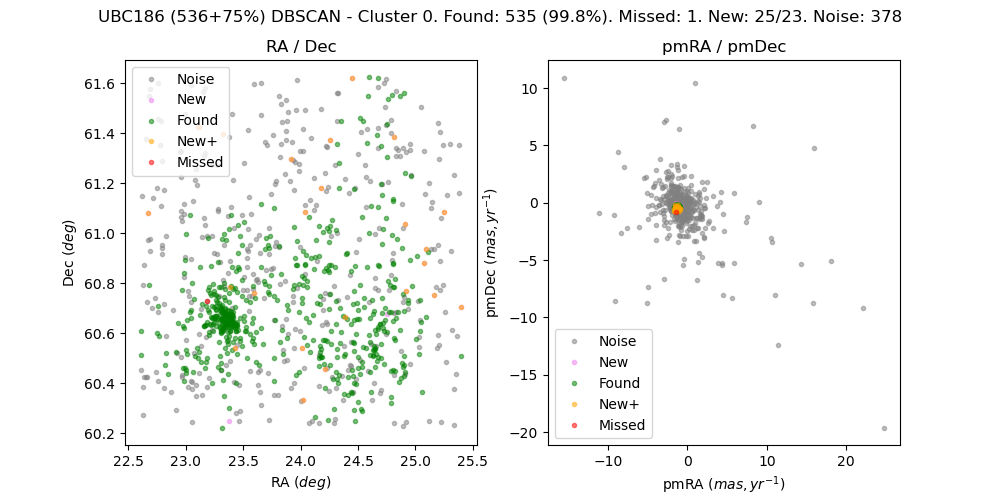 UBC186 (536+75%) DBSCAN - Cluster 0. Found: 535 (99.8%). Missed: 1. New: 25/23. Noise: 378
RA / Dec
61.6
61.4
61.2
61.0
60.8
60.6
60.4
60.2
Dec (deg)
22.5 23.0 23.5 24.0 24.5 25.0 25.5
RA (deg)
Noise
New
Found
New+
Missed
pmRA / pmDec
10
5
0
−5
−10
−15
−20
pmDec (mas, yr⁻¹)
−10 0 10 20
pmRA (mas, yr⁻¹)
Noise
New
Found
New+
Missed